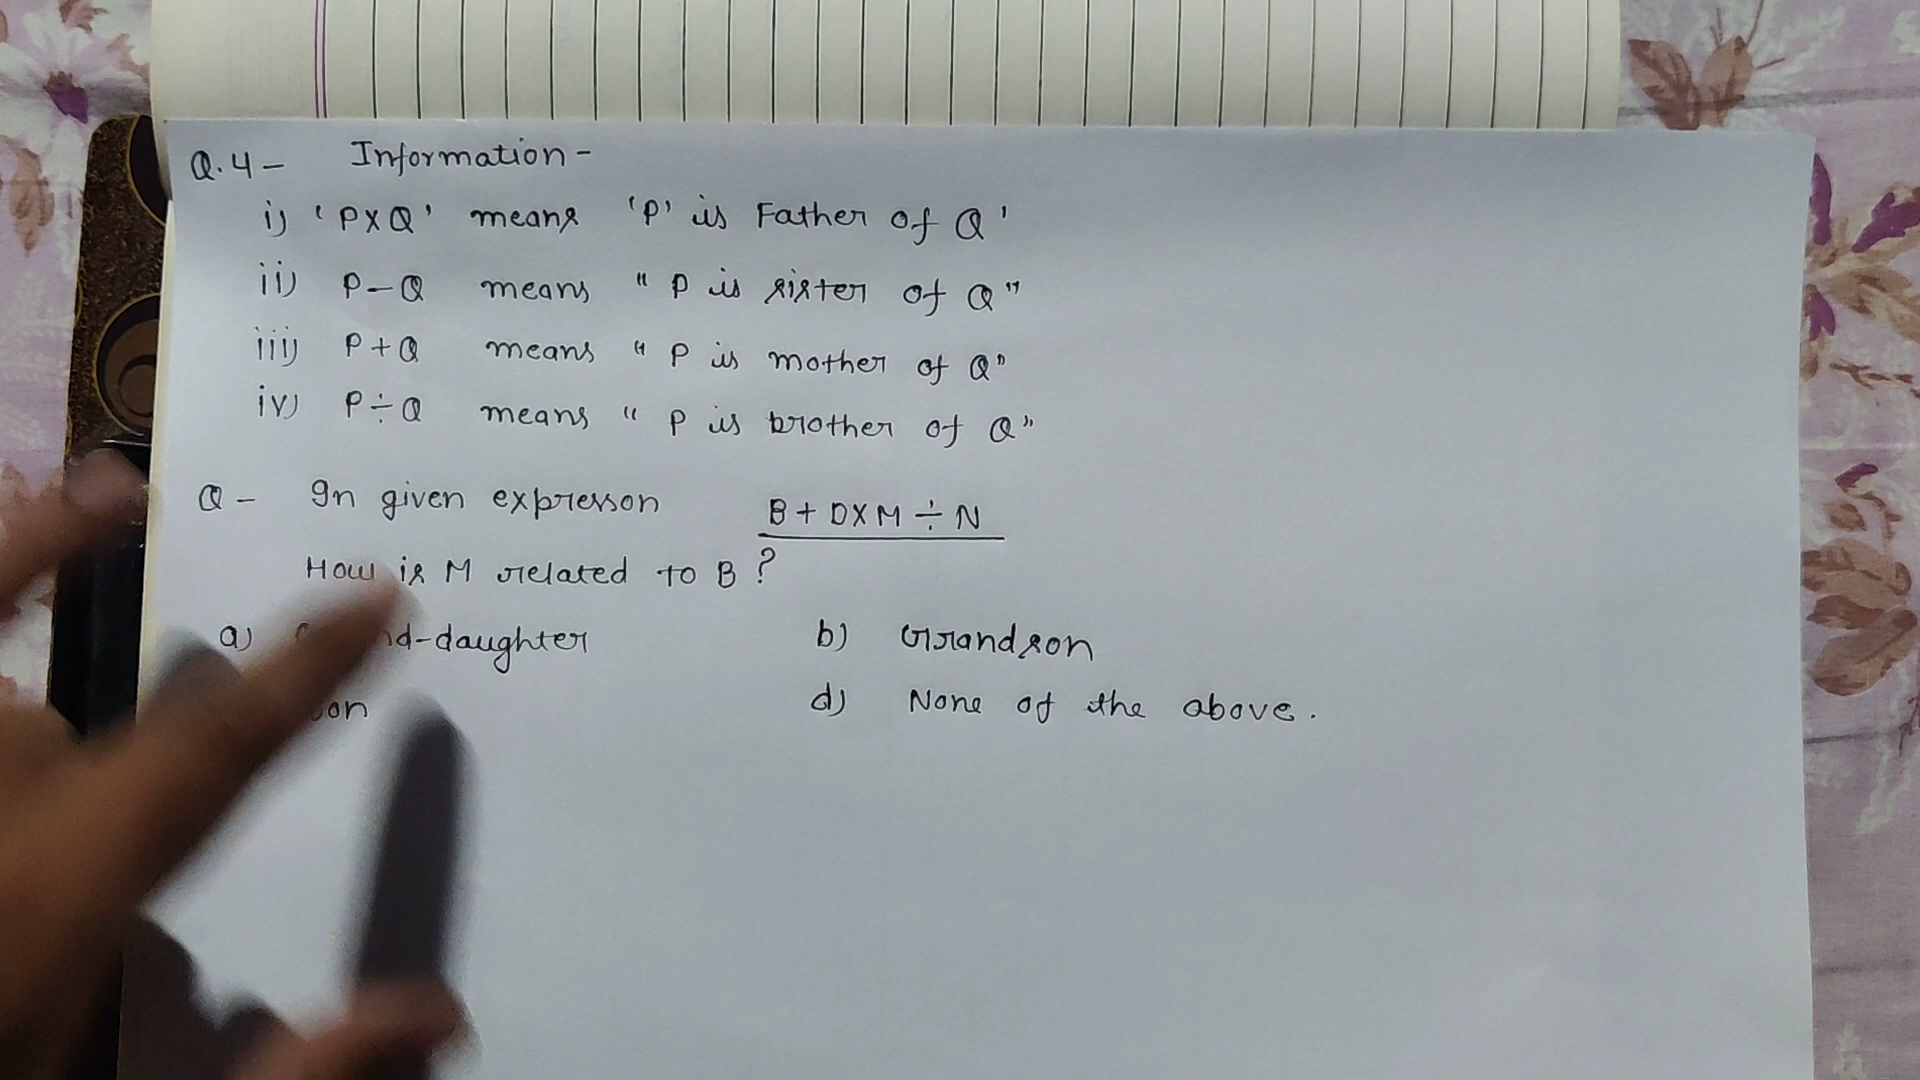 Q.4- Information-
i) 'P×Q' means 'P' is Father of Q'
ii) P-Q means "P is sister of Q"
iii) P+Q means "P is mother of Q"
iv) P÷Q means "P is brother of Q"
Q- In given expresson B+D×M÷N
How is M related to B?
a) d-daughter b) Grandson
on d) None of the above.